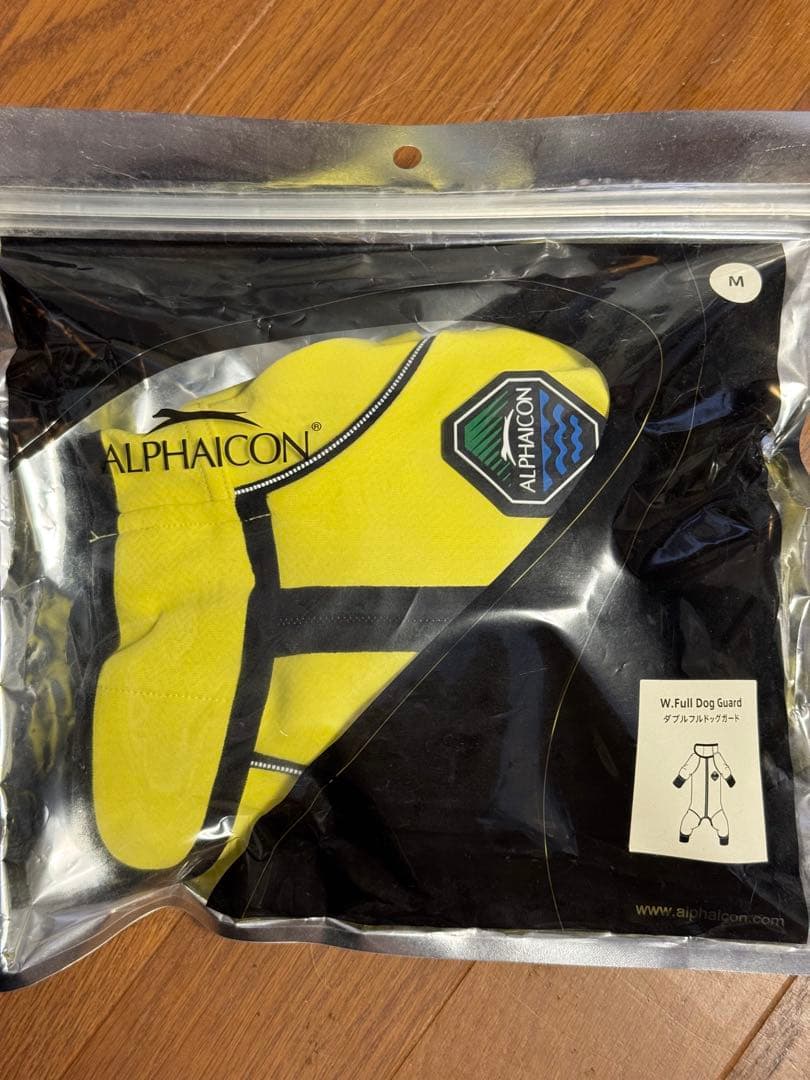 M
ALPHAICON®
ALPHAICON
W.Full Dog Guard
ダブルフルドッグガード
www.alphaicon.com